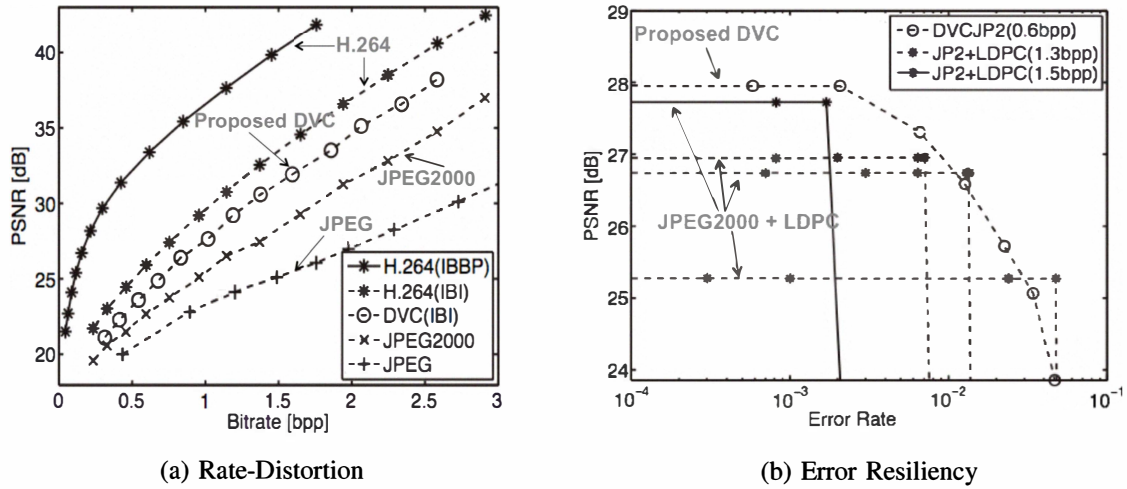 40
35
30
25
20
PSNR [dB]
0
0.5
1
1.5
2
2.5
3
Bitrate [bpp]
H.264
Proposed DVC
JPEG2000
JPEG
H.264(IBBP)
H.264(IBI)
DVC(IBI)
JPEG2000
JPEG
(a) Rate-Distortion
29
28
27
26
25
24
PSNR [dB]
10⁻⁴
10⁻³
10⁻²
10⁻¹
Error Rate
Proposed DVC
JPEG2000 + LDPC
DVCJP2(0.6bpp)
JP2+LDPC(1.3bpp)
JP2+LDPC(1.5bpp)
(b) Error Resiliency